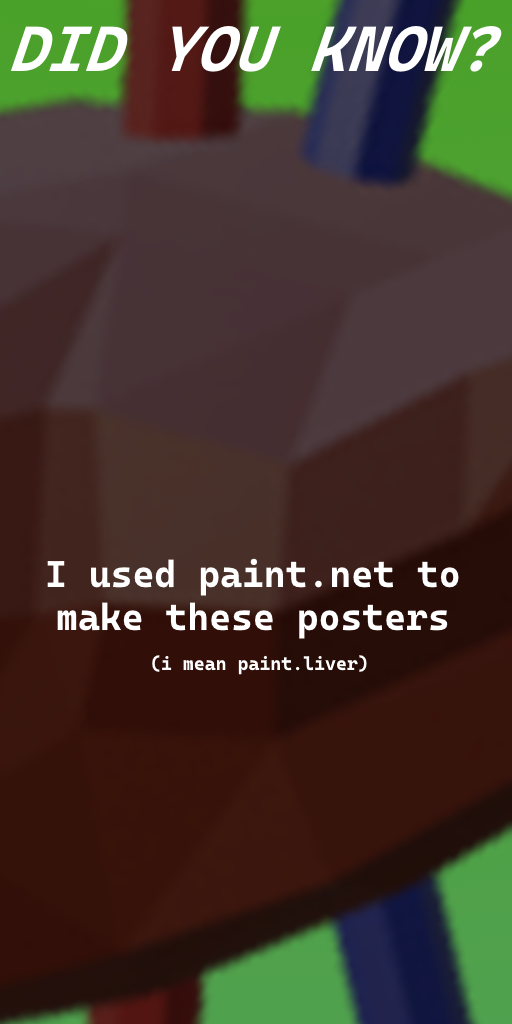 DID YOU KNOW?
I used paint.net to
make these posters
(i mean paint.liver)